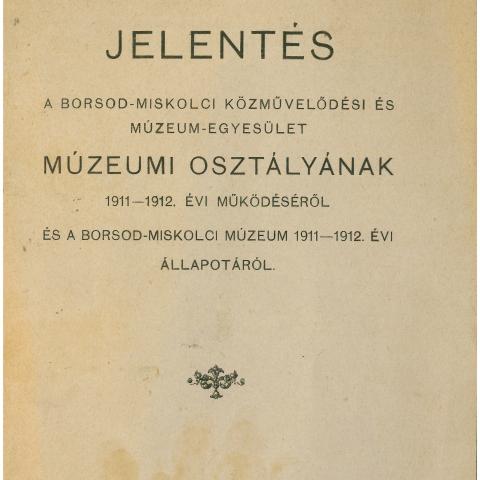 JELENTÉS
A BORSOD-MISKOLCI KÖZMŰVELŐDÉSI ÉS
MÚZEUM-EGYESÜLET
MÚZEUMI OSZTÁLYÁNAK
1911—1912. ÉVI MŰKÖDÉSÉRŐL
ÉS A BORSOD-MISKOLCI MÚZEUM 1911—1912. ÉVI
ÁLLAPOTÁRÓL.